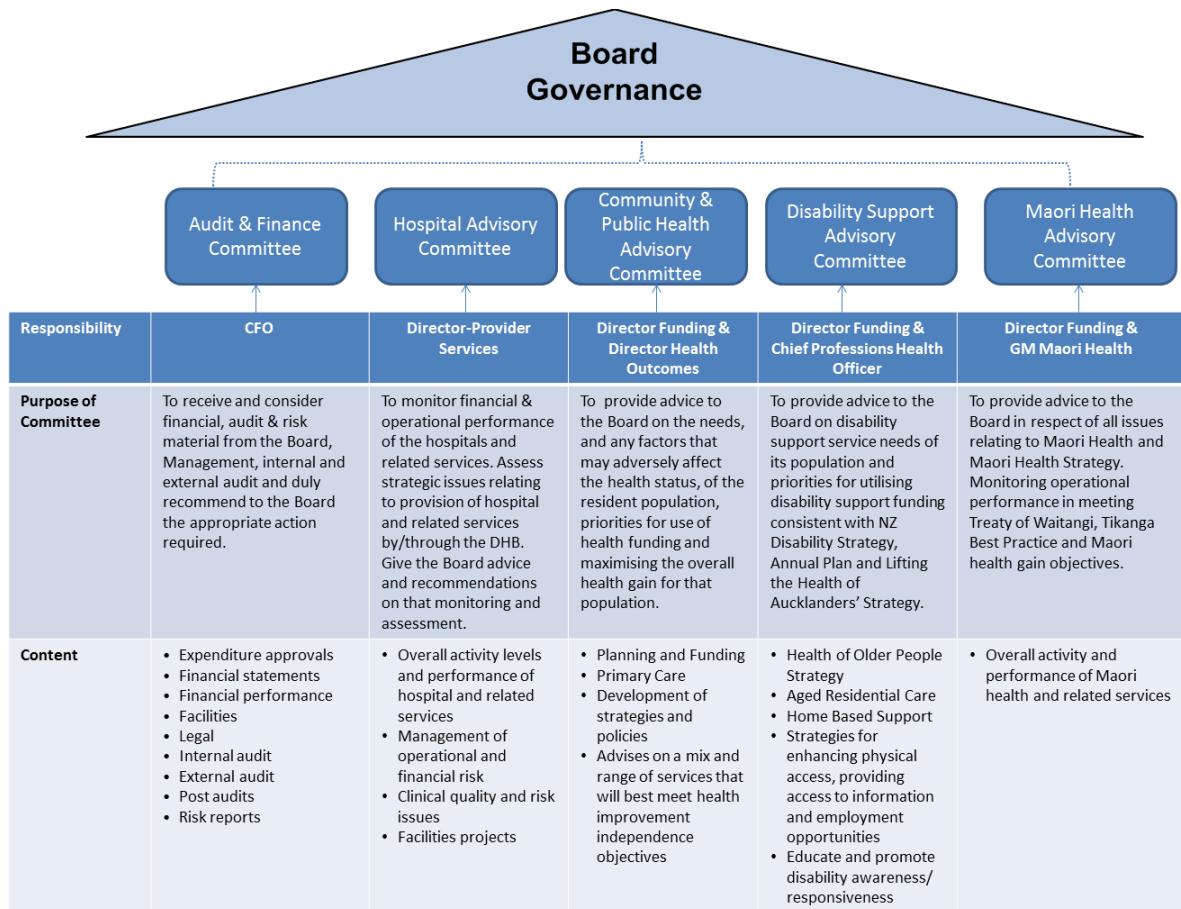 Board
Governance
Audit & Finance
Committee
Hospital Advisory
Committee
Community &
Public Health
Advisory
Committee
Disability Support
Advisory
Committee
Maori Health
Advisory
Committee
Responsibility
CFO
Director-Provider
Services
Director Funding &
Director Health
Outcomes
Director Funding &
Chief Professions Health
Officer
Director Funding &
GM Maori Health
Purpose of
Committee
To receive and consider
financial, audit & risk
material from the Board,
Management, internal and
external audit and duly
recommend to the Board
the appropriate action
required.
To monitor financial &
operational performance
of the hospitals and
related services. Assess
strategic issues relating
to provision of hospital
and related services
by/through the DHB.
Give the Board advice
and recommendations
on that monitoring and
assessment.
To provide advice to
the Board on the needs,
and any factors that
may adversely affect
the health status, of
the resident population,
priorities for use of
health funding and
maximising the overall
health gain for that
population.
To provide advice to the
Board on disability
support service needs of
its population and
priorities for utilising
disability support funding
consistent with NZ
Disability Strategy,
Annual Plan and Lifting
the Health of
Aucklanders' Strategy.
To provide advice to the
Board in respect of all issues
relating to Maori Health and
Maori Health Strategy.
Monitoring operational
performance in meeting
Treaty of Waitangi, Tikanga
Best Practice and Maori
health gain objectives.
Content
• Expenditure approvals
• Financial statements
• Financial performance
• Facilities
• Legal
• Internal audit
• External audit
• Post audits
• Risk reports
• Overall activity levels
and performance of
hospital and related
services
• Management of
operational and
financial risk
• Clinical quality and risk
issues
• Facilities projects
• Planning and Funding
• Primary Care
• Development of
strategies and
policies
• Advises on a mix and
range of services that
will best meet health
improvement
independence
objectives
• Health of Older People
Strategy
• Aged Residential Care
• Home Based Support
• Strategies for
enhancing physical
access, providing
access to information
and employment
opportunities
• Educate and promote
disability awareness/
responsiveness
• Overall activity and
performance of Maori
health and related services